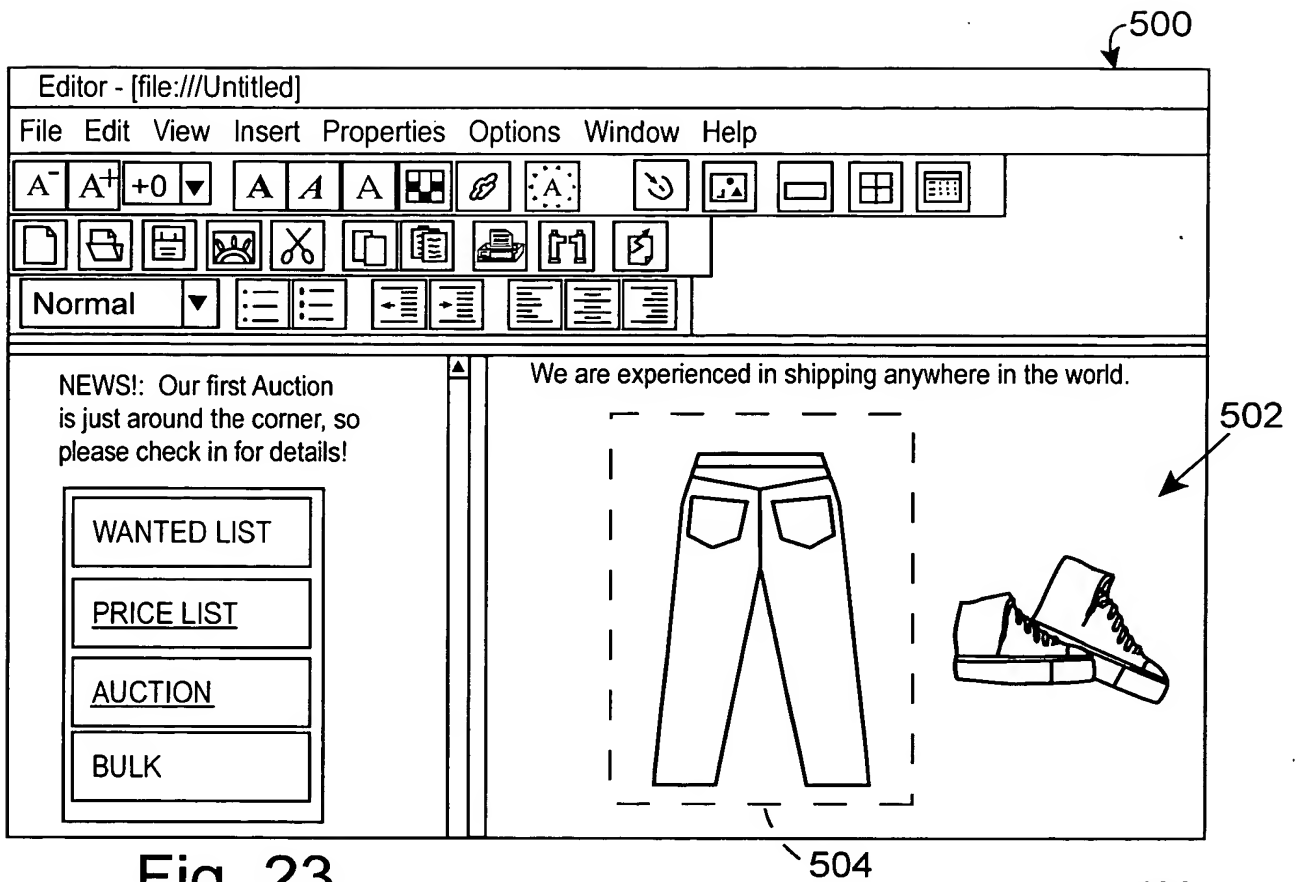 500
Editor - [file:///Untitled]
File Edit View Insert Properties Options Window Help
A- A+ +0 A A A A
Normal
NEWS!: Our first Auction
is just around the corner, so
please check in for details!
WANTED LIST
PRICE LIST
AUCTION
BULK
We are experienced in shipping anywhere in the world.
502
504
Fig. 23